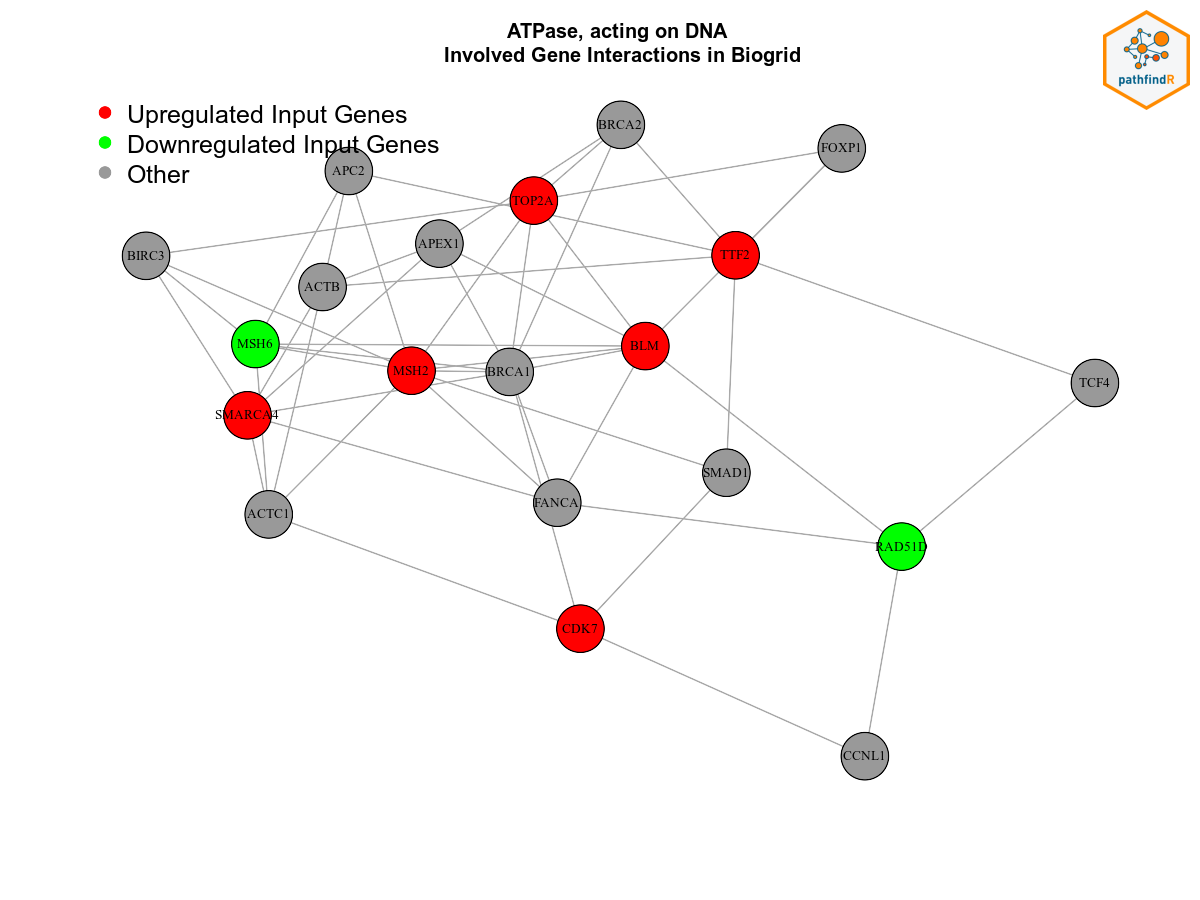 ATPase, acting on DNA
Involved Gene Interactions in Biogrid
pathfindR
Upregulated Input Genes
Downregulated Input Genes
Other
BRCA2
FOXP1
APC2
TOP2A
APEX1
BIRC3
TTF2
ACTB
MSH6
BLM
MSH2
BRCA1
TCF4
SMARCA4
SMAD1
FANCA
ACTC1
RAD51D
CDK7
CCNL1